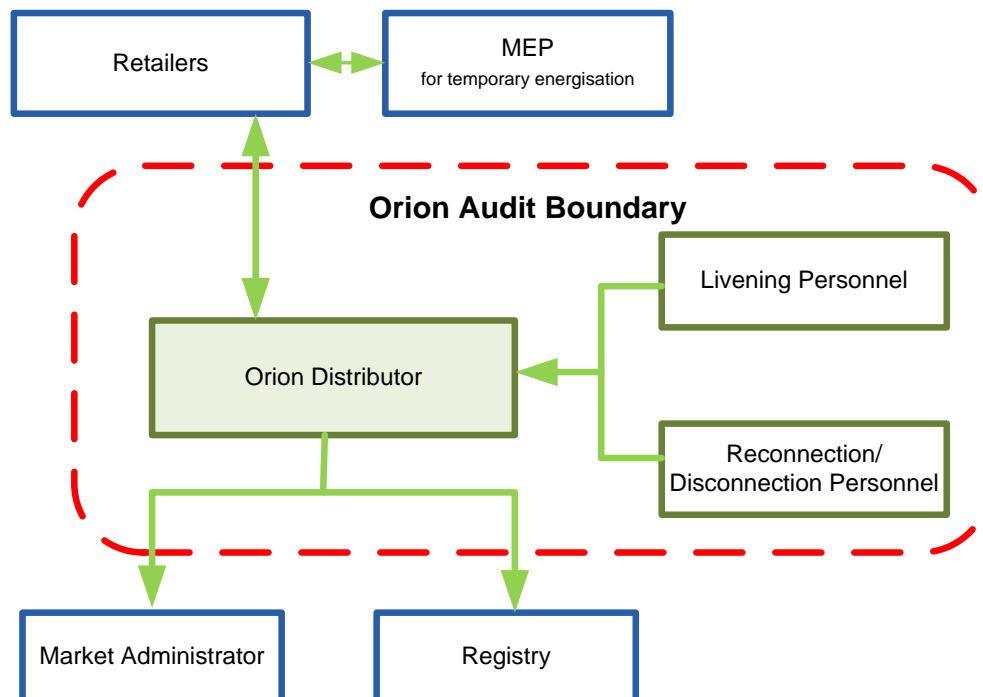 Retailers
MEP
for temporary energisation
Orion Audit Boundary
Livening Personnel
Orion Distributor
Reconnection/
Disconnection Personnel
Market Administrator
Registry